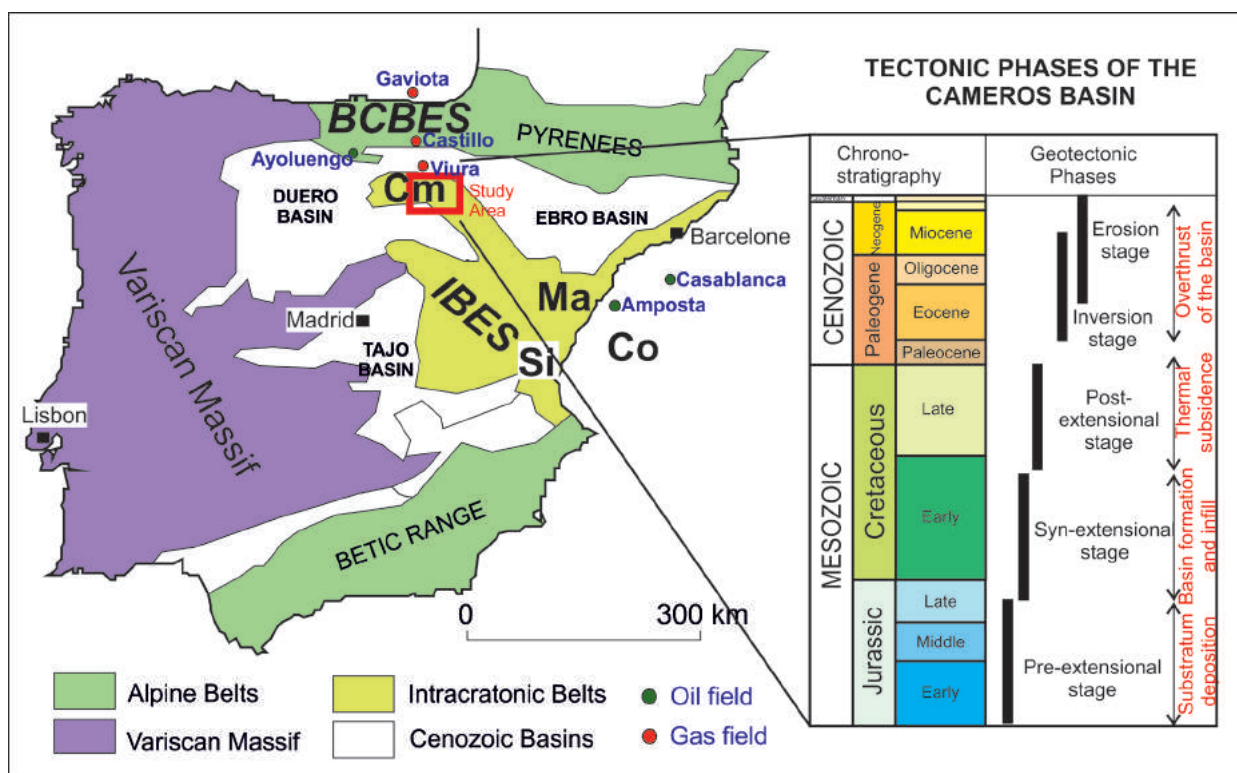 Gaviota
BCBES
PYRENEES
Castillo
Ayoluengo
Viura
Cm
Study
Area
DUERO
BASIN
EBRO BASIN
Barcelone
Variscan Massif
Casablanca
Ma
Amposta
IBES
Madrid
Co
TAJO
BASIN
Si
Lisbon
BETIC RANGE
0 300 km
Alpine Belts
Variscan Massif
Intracratonic Belts
Cenozoic Basins
Oil field
Gas field
TECTONIC PHASES OF THE
CAMEROS BASIN
Chrono-
stratigraphy
Geotectonic
Phases
CENOZOIC
Neogene
Miocene
Paleogene
Oligocene
Eocene
Paleocene
Erosion
stage
Inversion
stage
Overthrust
of the basin
MESOZOIC
Cretaceous
Late
Early
Post-
extensional
stage
Thermal
subsidence
Syn-extensional
stage
Basin formation
and infill
Jurassic
Late
Middle
Early
Pre-extensional
stage
Substratum
deposition